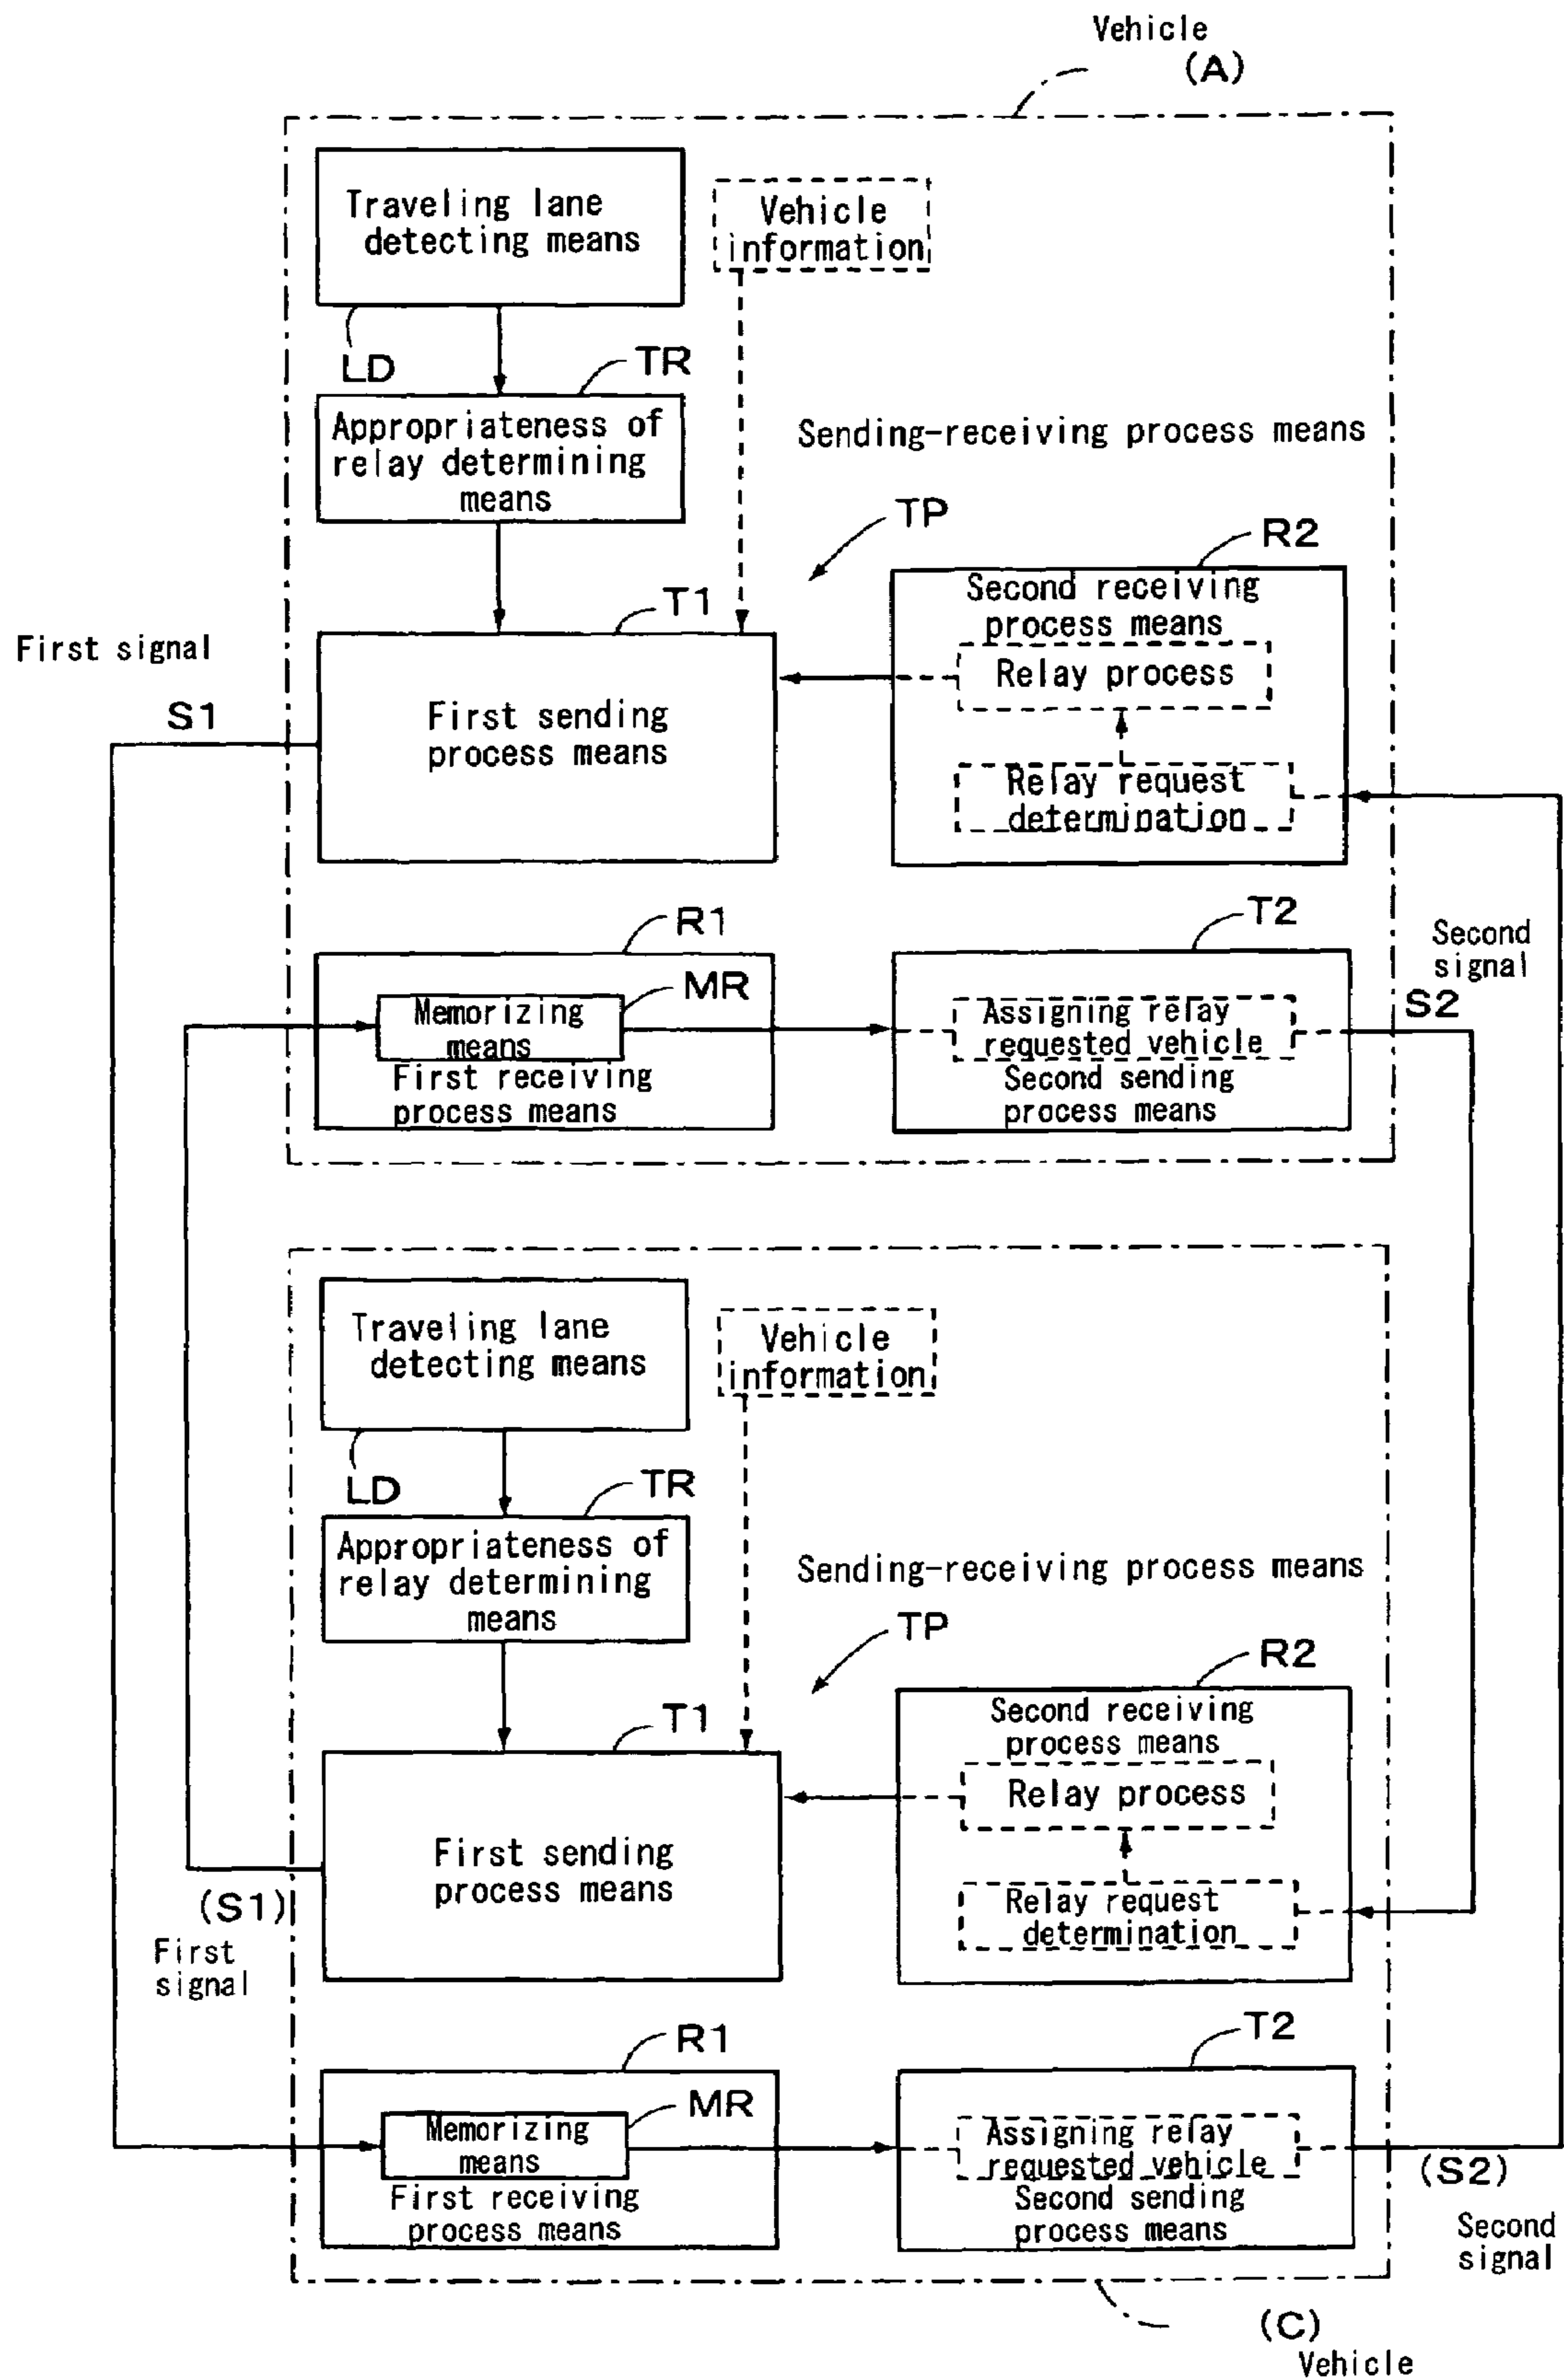 Vehicle
(A)
Traveling lane
detecting means
Vehicle
information
LD
TR
Appropriateness of
relay determining
means
Sending-receiving process means
TP
R2
T1
Second receiving
process means
First signal
Relay process
S1
First sending
process means
Relay request
determination
R1
T2
Second
signal
MR
S2
Memorizing
means
Assigning relay
requested vehicle
First receiving
process means
Second sending
process means
Traveling lane
detecting means
Vehicle
information
LD
TR
Appropriateness of
relay determining
means
Sending-receiving process means
TP
R2
T1
Second receiving
process means
Relay process
First sending
process means
(S1)
Relay request
determination
First
signal
R1
T2
MR
Memorizing
means
Assigning relay
requested vehicle
(S2)
First receiving
process means
Second sending
process means
Second
signal
(C)
Vehicle